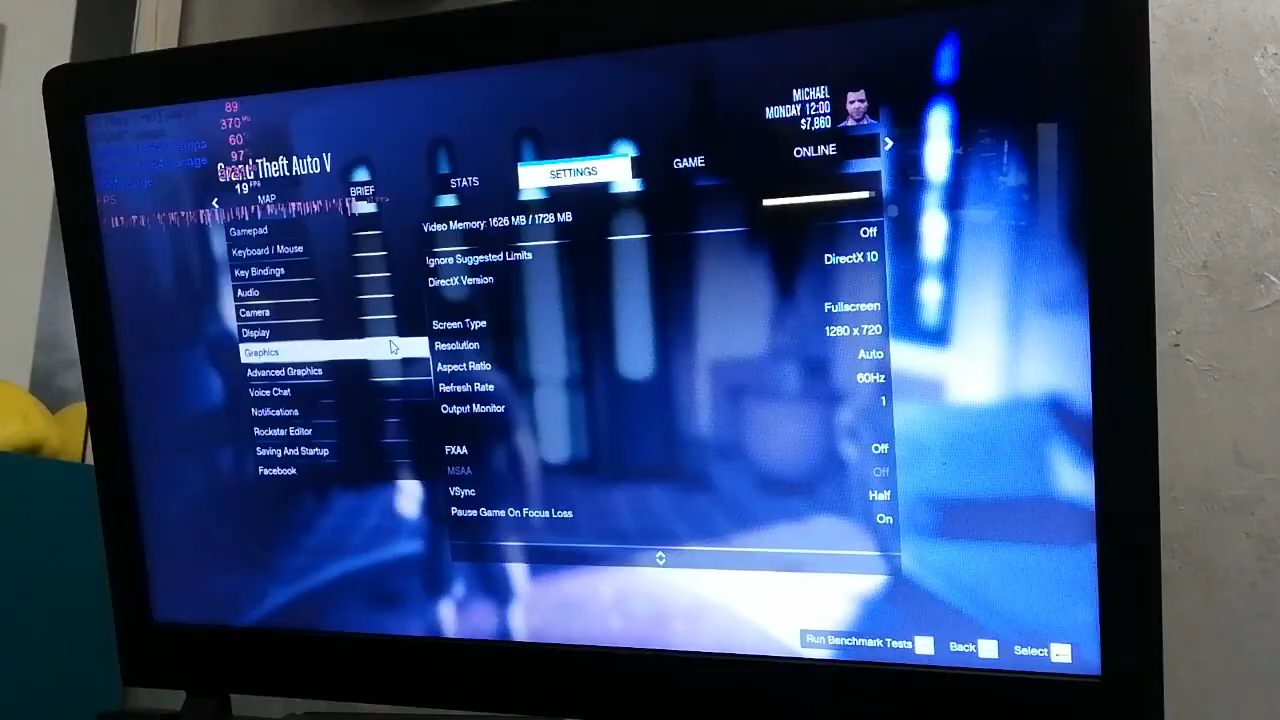 89
370
60
97
19 FPS
FPS
Grand Theft Auto V
MICHAEL
MONDAY 12:00
$7,860
MAP
BRIEF
STATS
SETTINGS
GAME
ONLINE
Gamepad
Keyboard / Mouse
Key Bindings
Audio
Camera
Display
Graphics
Advanced Graphics
Voice Chat
Notifications
Rockstar Editor
Saving And Startup
Facebook
Video Memory: 1626 MB / 1728 MB
Ignore Suggested Limits Off
DirectX Version DirectX 10
Screen Type Fullscreen
Resolution 1280 x 720
Aspect Ratio Auto
Refresh Rate 60Hz
Output Monitor 1
FXAA Off
MSAA Off
VSync Half
Pause Game On Focus Loss On
Run Benchmark Tests
Back
Select